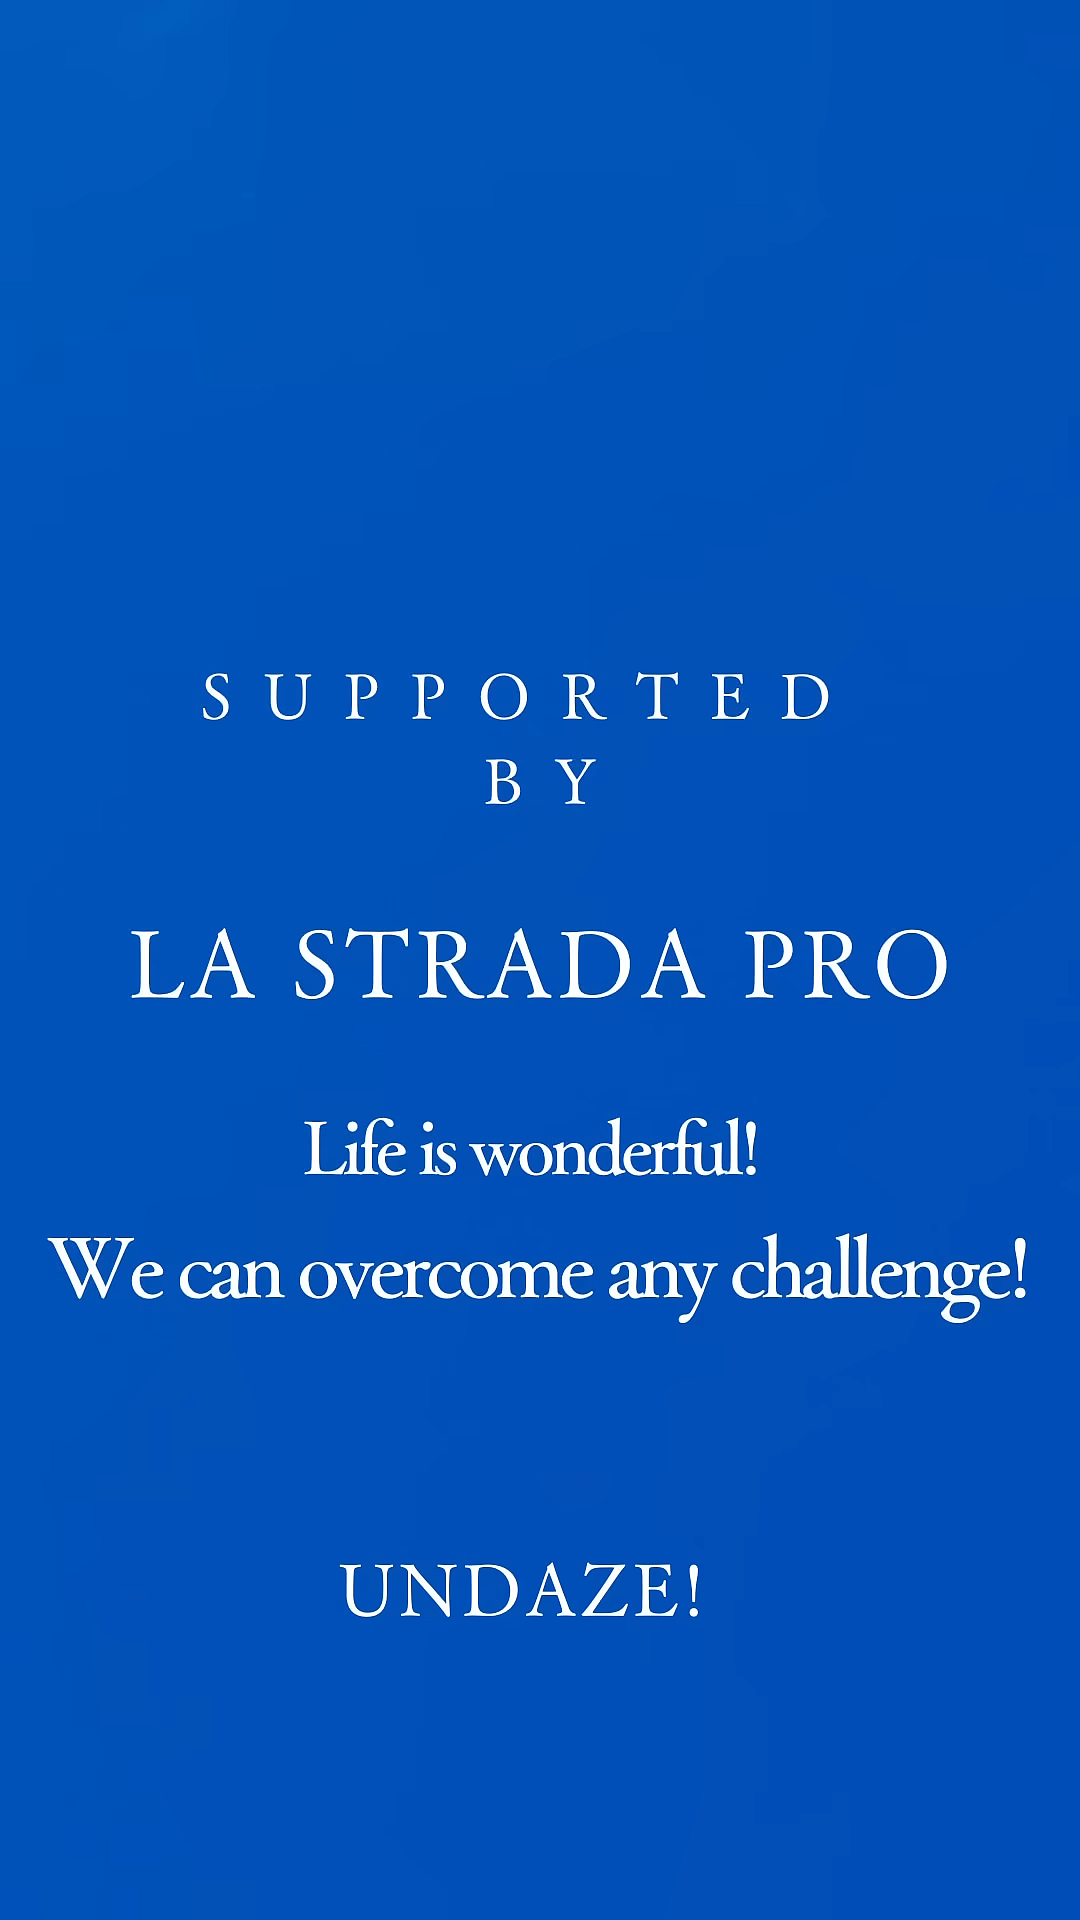 SUPPORTED
BY
LA STRADA PRO
Life is wonderful!
We can overcome any challenge!
UNDAZE!